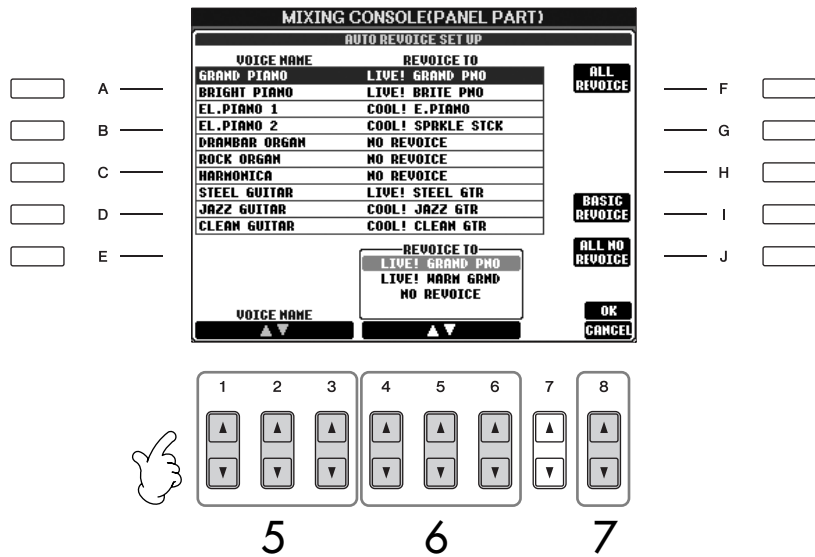 MIXING CONSOLE(PANEL PART)
AUTO REVOICE SET UP
VOICE NAME REVOICE TO
GRAND PIANO LIVE! GRAND PNO
BRIGHT PIANO LIVE! BRITE PNO
EL.PIANO 1 COOL! E.PIANO
EL.PIANO 2 COOL! SPRKLE STCK
DRAWBAR ORGAN NO REVOICE
ROCK ORGAN NO REVOICE
HARMONICA NO REVOICE
STEEL GUITAR LIVE! STEEL GTR
JAZZ GUITAR COOL! JAZZ GTR
CLEAN GUITAR COOL! CLEAN GTR
ALL
REVOICE
BASIC
REVOICE
ALL NO
REVOICE
REVOICE TO
LIVE! GRAND PNO
LIVE! WARM GRND
NO REVOICE
VOICE NAME
OK
CANCEL
A
B
C
D
E
F
G
H
I
J
1 2 3 4 5 6 7 8
5 6 7